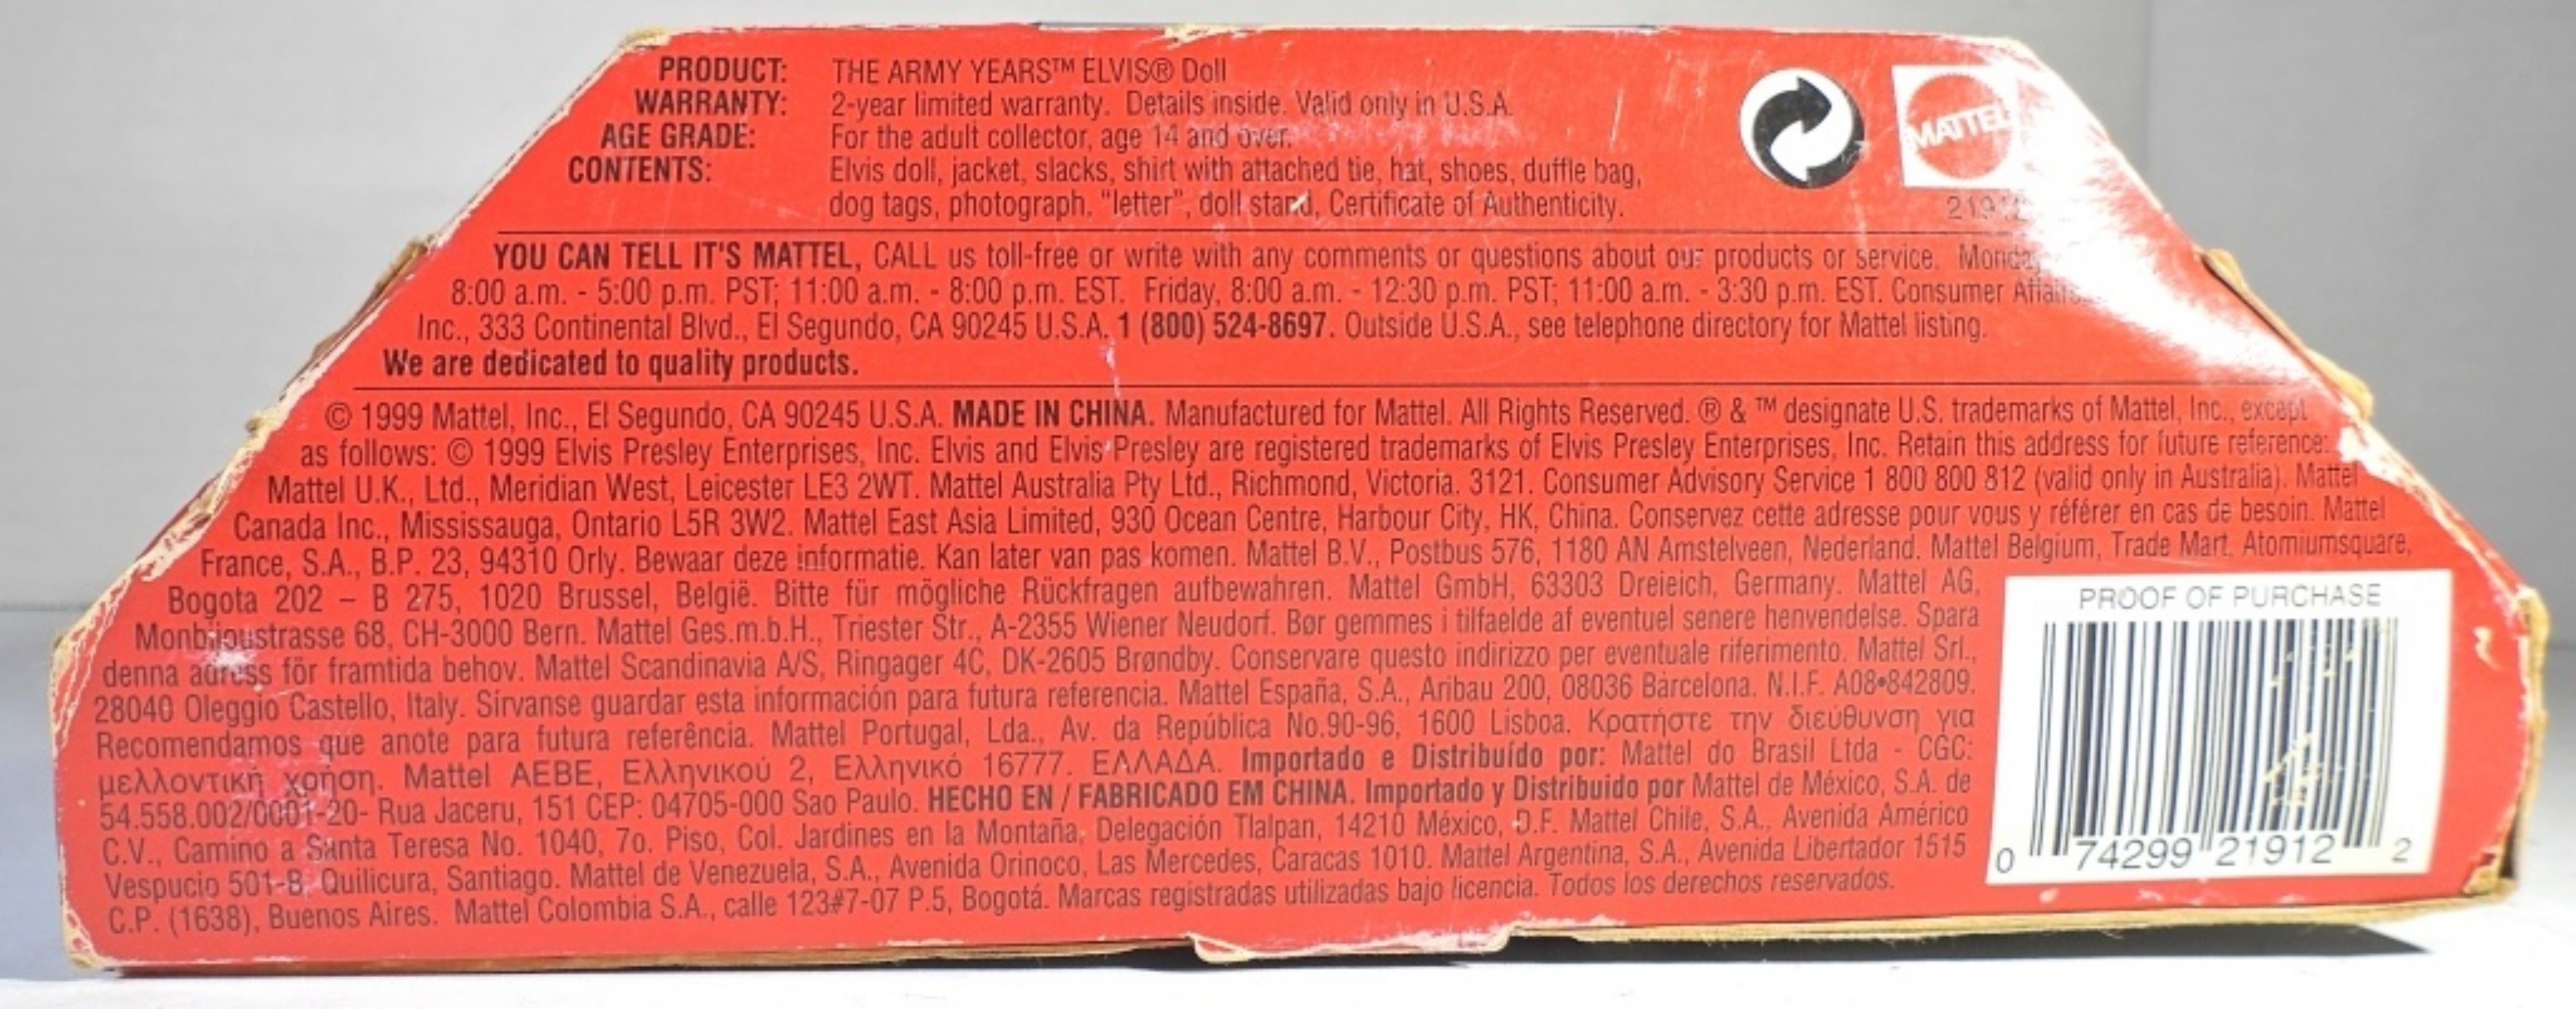 PRODUCT: THE ARMY YEARS™ ELVIS® Doll
WARRANTY: 2-year limited warranty. Details inside. Valid only in U.S.A.
AGE GRADE: For the adult collector, age 14 and over.
CONTENTS: Elvis doll, jacket, slacks, shirt with attached tie, hat, shoes, duffle bag,
dog tags, photograph, "letter", doll stand, Certificate of Authenticity.
MATTEL
21912
YOU CAN TELL IT'S MATTEL, CALL us toll-free or write with any comments or questions about our products or service.
8:00 a.m. - 5:00 p.m. PST; 11:00 a.m. - 8:00 p.m. EST. Friday, 8:00 a.m. - 12:30 p.m. PST; 11:00 a.m. - 3:30 p.m. EST. Consumer Affairs,
Inc., 333 Continental Blvd., El Segundo, CA 90245 U.S.A. 1 (800) 524-8697. Outside U.S.A., see telephone directory for Mattel listing.
We are dedicated to quality products.
© 1999 Mattel, Inc., El Segundo, CA 90245 U.S.A. MADE IN CHINA. Manufactured for Mattel. All Rights Reserved. ® & ™ designate U.S. trademarks of Mattel, Inc., except
as follows: © 1999 Elvis Presley Enterprises, Inc. Elvis and Elvis Presley are registered trademarks of Elvis Presley Enterprises, Inc. Retain this address for future reference:
Mattel U.K., Ltd., Meridian West, Leicester LE3 2WT. Mattel Australia Pty Ltd., Richmond, Victoria. 3121. Consumer Advisory Service 1 800 800 812 (valid only in Australia). Mattel
Canada Inc., Mississauga, Ontario L5R 3W2. Mattel East Asia Limited, 930 Ocean Centre, Harbour City, HK, China. Conservez cette adresse pour vous y référer en cas de besoin. Mattel
France, S.A., B.P. 23, 94310 Orly. Bewaar deze informatie. Kan later van pas komen. Mattel B.V., Postbus 576, 1180 AN Amstelveen, Nederland. Mattel Belgium, Trade Mart, Atomiumsquare,
Bogota 202 – B 275, 1020 Brussel, België. Bitte für mögliche Rückfragen aufbewahren. Mattel GmbH, 63303 Dreieich, Germany. Mattel AG,
Monbijoustrasse 68, CH-3000 Bern. Mattel Ges.m.b.H., Triester Str., A-2355 Wiener Neudorf. Bør gemmes i tilfaelde af eventuel senere henvendelse. Spara
denna adress för framtida behov. Mattel Scandinavia A/S, Ringager 4C, DK-2605 Brøndby. Conservare questo indirizzo per eventuale riferimento. Mattel Srl.,
28040 Oleggio Castello, Italy. Sírvanse guardar esta información para futura referencia. Mattel España, S.A., Aribau 200, 08036 Barcelona. N.I.F. A08•842809.
Recomendamos que anote para futura referência. Mattel Portugal, Lda., Av. da República No.90-96, 1600 Lisboa. Κρατήστε την διεύθυνση για
μελλοντική χρήση. Mattel AEBE, Ελληνικού 2, Ελληνικό 16777. ΕΛΛΑΔΑ. Importado e Distribuído por: Mattel do Brasil Ltda - CGC:
54.558.002/0001-20- Rua Jaceru, 151 CEP: 04705-000 Sao Paulo. HECHO EN / FABRICADO EM CHINA. Importado y Distribuido por Mattel de México, S.A. de
C.V., Camino a Santa Teresa No. 1040, 7o. Piso, Col. Jardines en la Montaña, Delegación Tlalpan, 14210 México, D.F. Mattel Chile, S.A., Avenida Américo
Vespucio 501-B, Quilicura, Santiago. Mattel de Venezuela, S.A., Avenida Orinoco, Las Mercedes, Caracas 1010. Mattel Argentina, S.A., Avenida Libertador 1515
C.P. (1638), Buenos Aires. Mattel Colombia S.A., calle 123#7-07 P.5, Bogotá. Marcas registradas utilizadas bajo licencia. Todos los derechos reservados.
PROOF OF PURCHASE
0 74299 21912 2